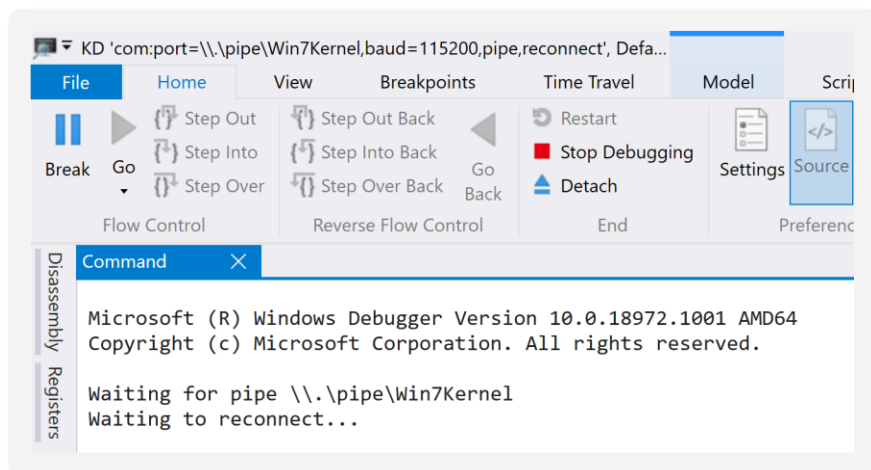 KD 'com:port=\\.\pipe\Win7Kernel,baud=115200,pipe,reconnect', Defa...
File Home View Breakpoints Time Travel Model
Break
Go
Step Out
Step Into
Step Over
Flow Control
Step Out Back
Step Into Back
Step Over Back
Go
Back
Reverse Flow Control
Restart
Stop Debugging
Detach
End
Settings
Source
Disassembly
Registers
Command
Microsoft (R) Windows Debugger Version 10.0.18972.1001 AMD64
Copyright (c) Microsoft Corporation. All rights reserved.
Waiting for pipe \\.\pipe\Win7Kernel
Waiting to reconnect...